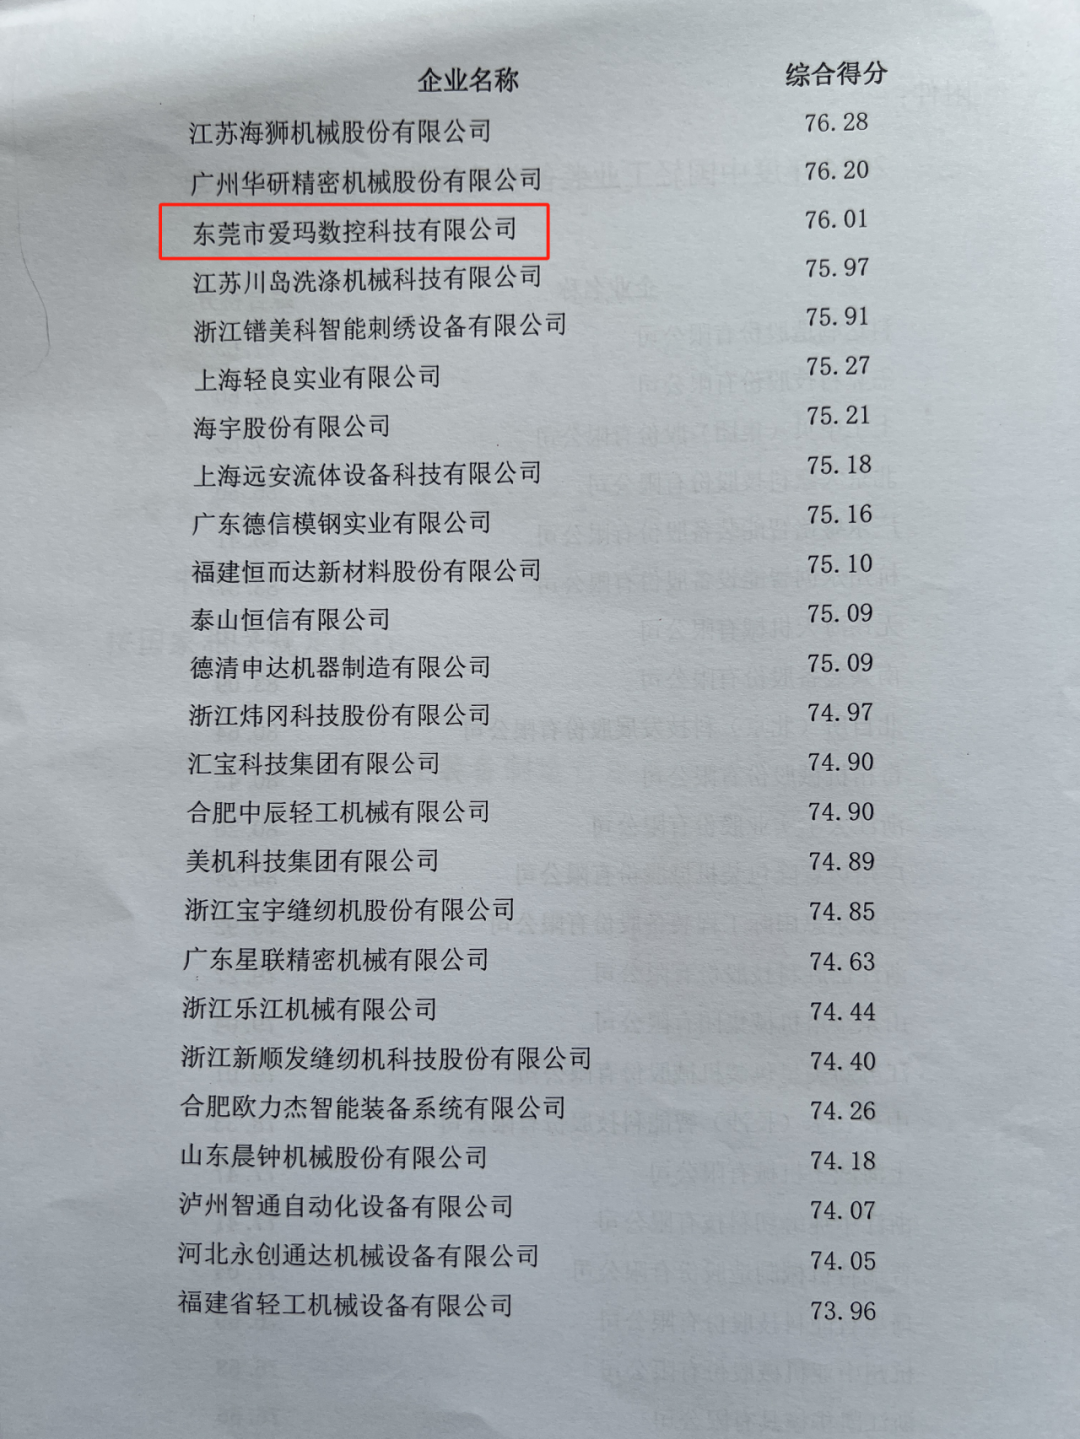 企业名称 综合得分
江苏海狮机械股份有限公司 76.28
广州华研精密机械股份有限公司 76.20
东莞市爱玛数控科技有限公司 76.01
江苏川岛洗涤机械科技有限公司 75.97
浙江镨美科智能刺绣设备有限公司 75.91
上海轻良实业有限公司 75.27
海宇股份有限公司 75.21
上海远安流体设备科技有限公司 75.18
广东德信模钢实业有限公司 75.16
福建恒而达新材料股份有限公司 75.10
泰山恒信有限公司 75.09
德清申达机器制造有限公司 75.09
浙江炜冈科技股份有限公司 74.97
汇宝科技集团有限公司 74.90
合肥中辰轻工机械有限公司 74.90
美机科技集团有限公司 74.89
浙江宝宇缝纫机股份有限公司 74.85
广东星联精密机械有限公司 74.63
浙江乐江机械有限公司 74.44
浙江新顺发缝纫机科技股份有限公司 74.40
合肥欧力杰智能装备系统有限公司 74.26
山东晨钟机械股份有限公司 74.18
泸州智通自动化设备有限公司 74.07
河北永创通达机械设备有限公司 74.05
福建省轻工机械设备有限公司 73.96